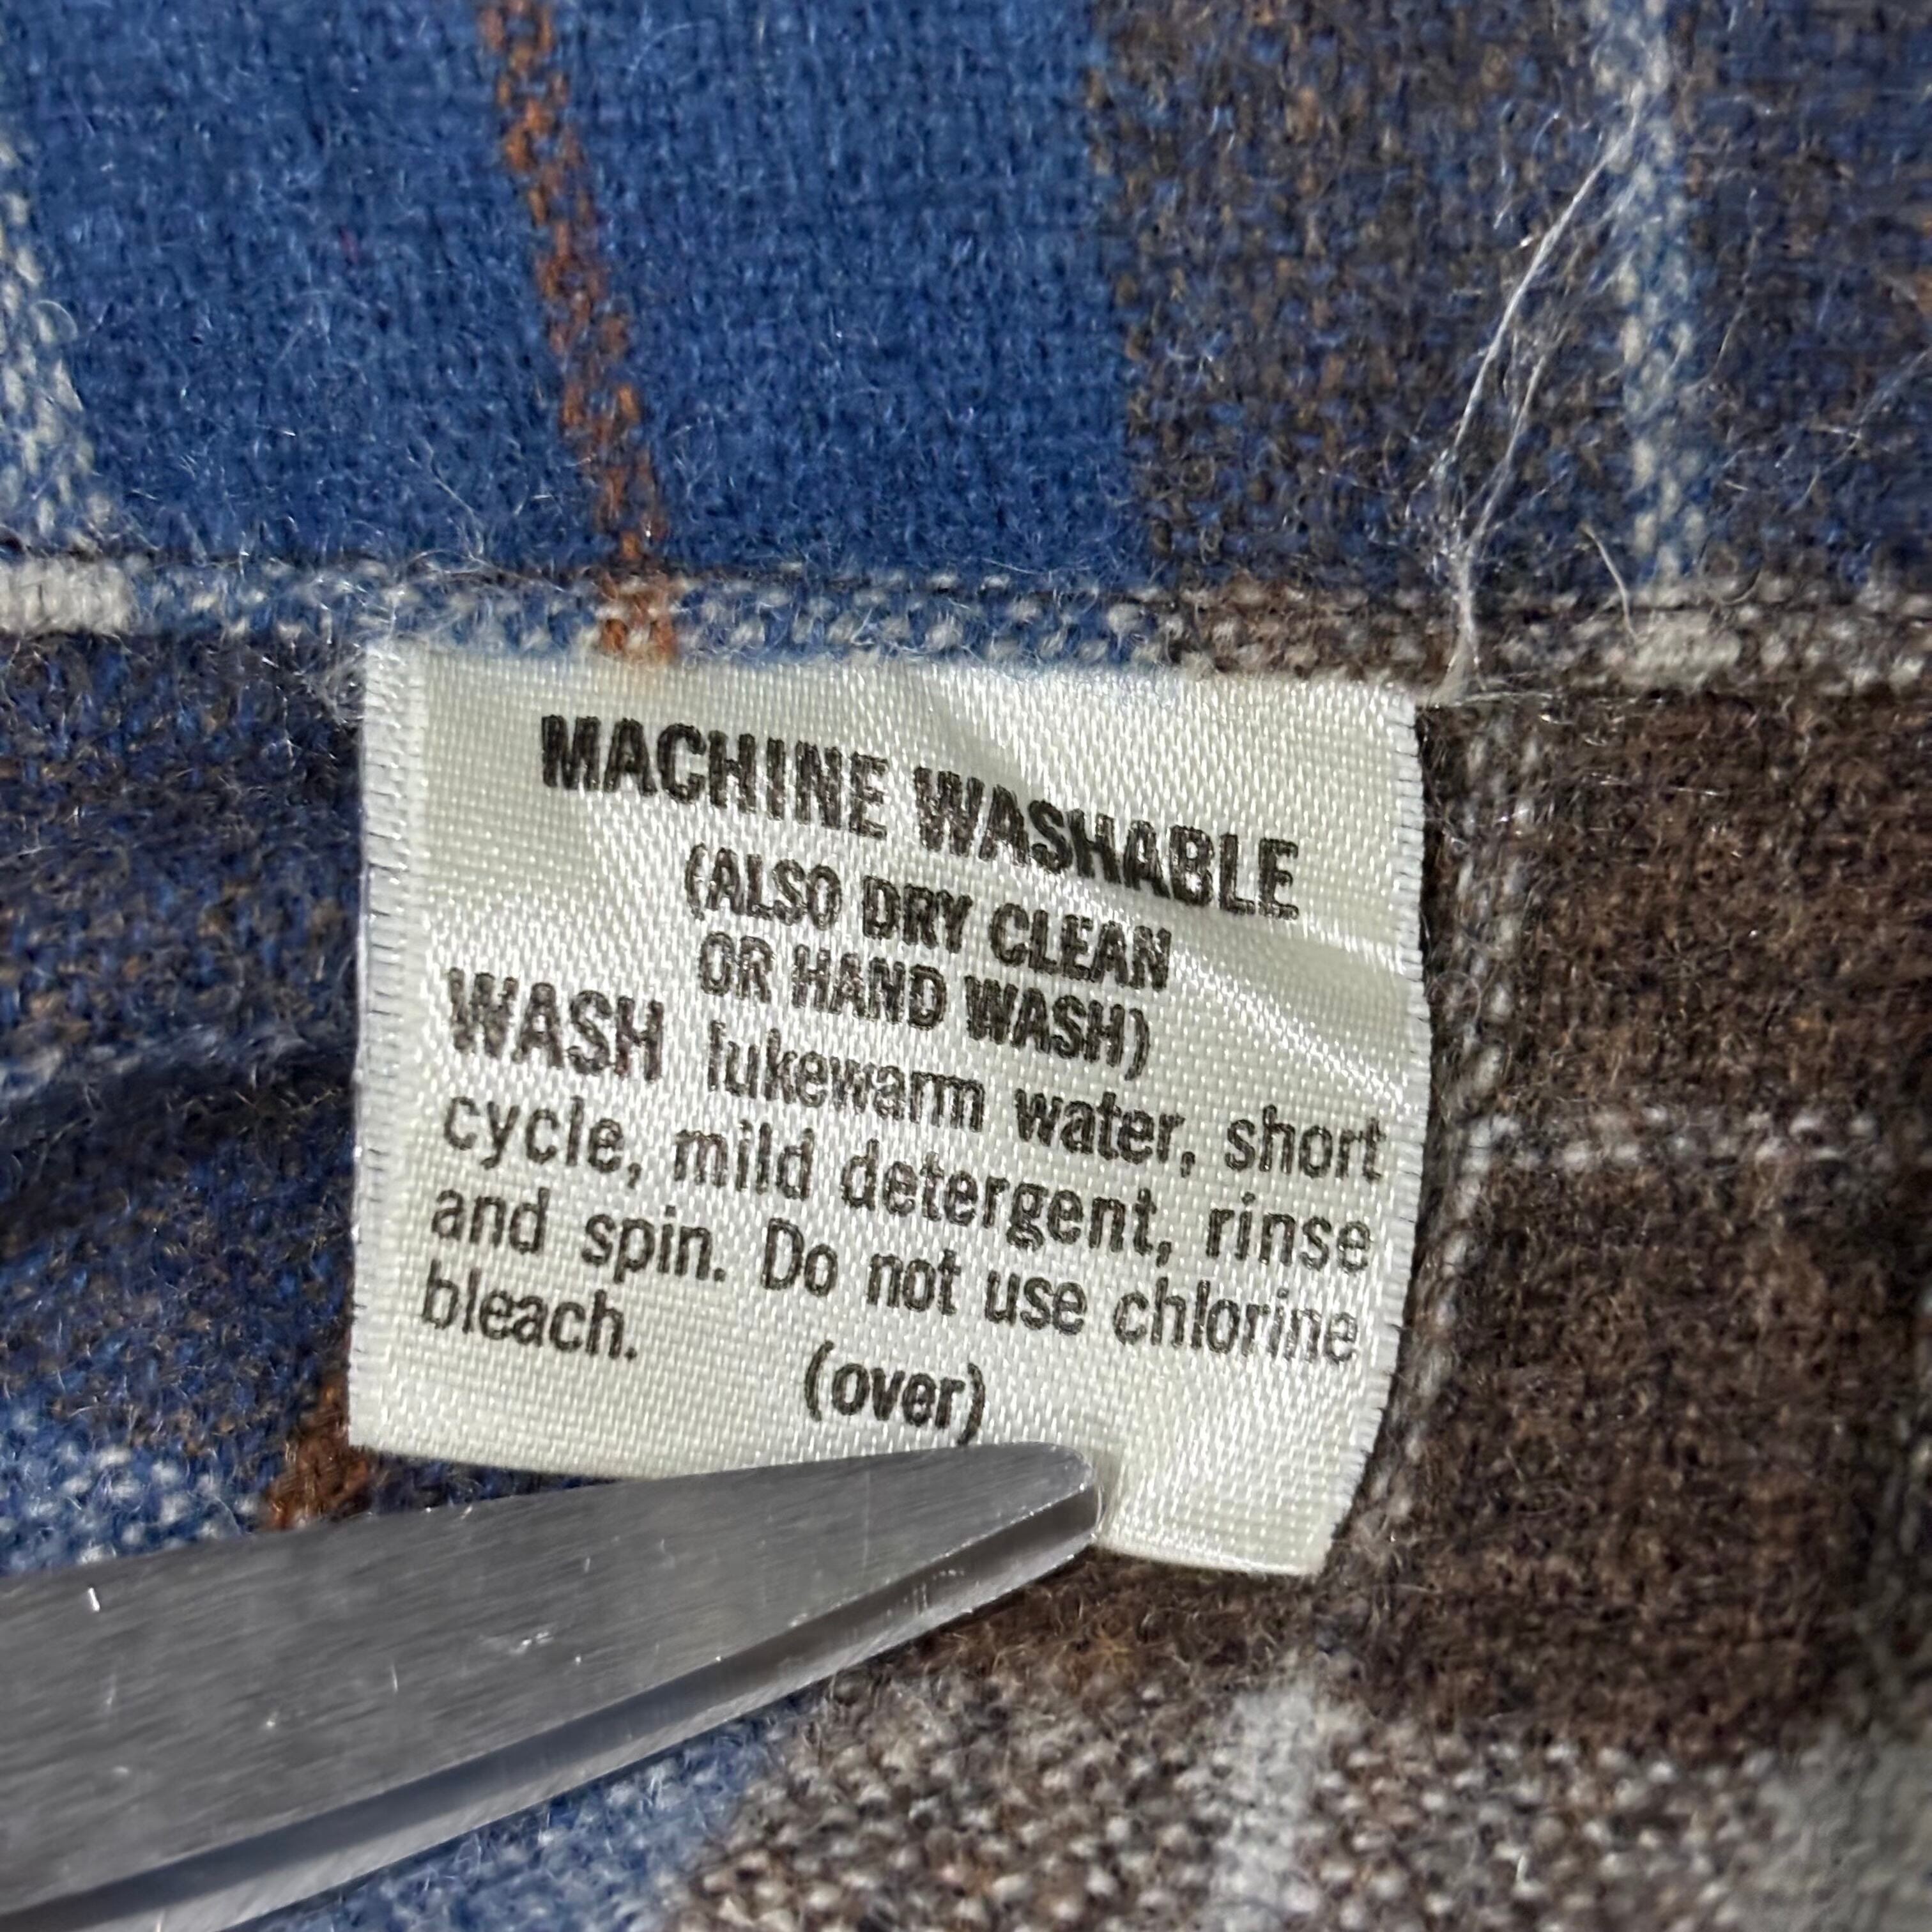 MACHINE WASHABLE
(ALSO DRY CLEAN
OR HAND WASH)
WASH lukewarm water, short
cycle, mild detergent, rinse
and spin. Do not use chlorine
bleach.
(over)